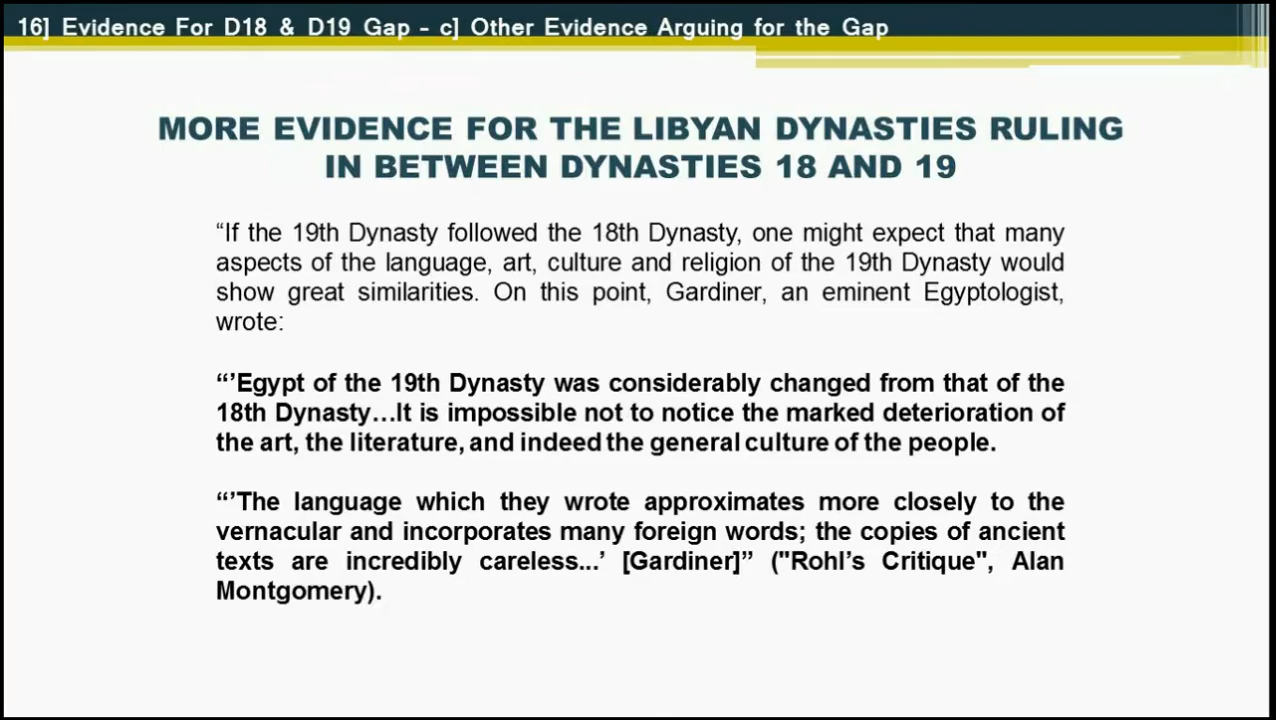 16] Evidence For D18 & D19 Gap - c] Other Evidence Arguing for the Gap
MORE EVIDENCE FOR THE LIBYAN DYNASTIES RULING
IN BETWEEN DYNASTIES 18 AND 19
“If the 19th Dynasty followed the 18th Dynasty, one might expect that many
aspects of the language, art, culture and religion of the 19th Dynasty would
show great similarities. On this point, Gardiner, an eminent Egyptologist,
wrote:
“’Egypt of the 19th Dynasty was considerably changed from that of the
18th Dynasty…It is impossible not to notice the marked deterioration of
the art, the literature, and indeed the general culture of the people.
“’The language which they wrote approximates more closely to the
vernacular and incorporates many foreign words; the copies of ancient
texts are incredibly careless...’ [Gardiner]” ("Rohl’s Critique", Alan
Montgomery).